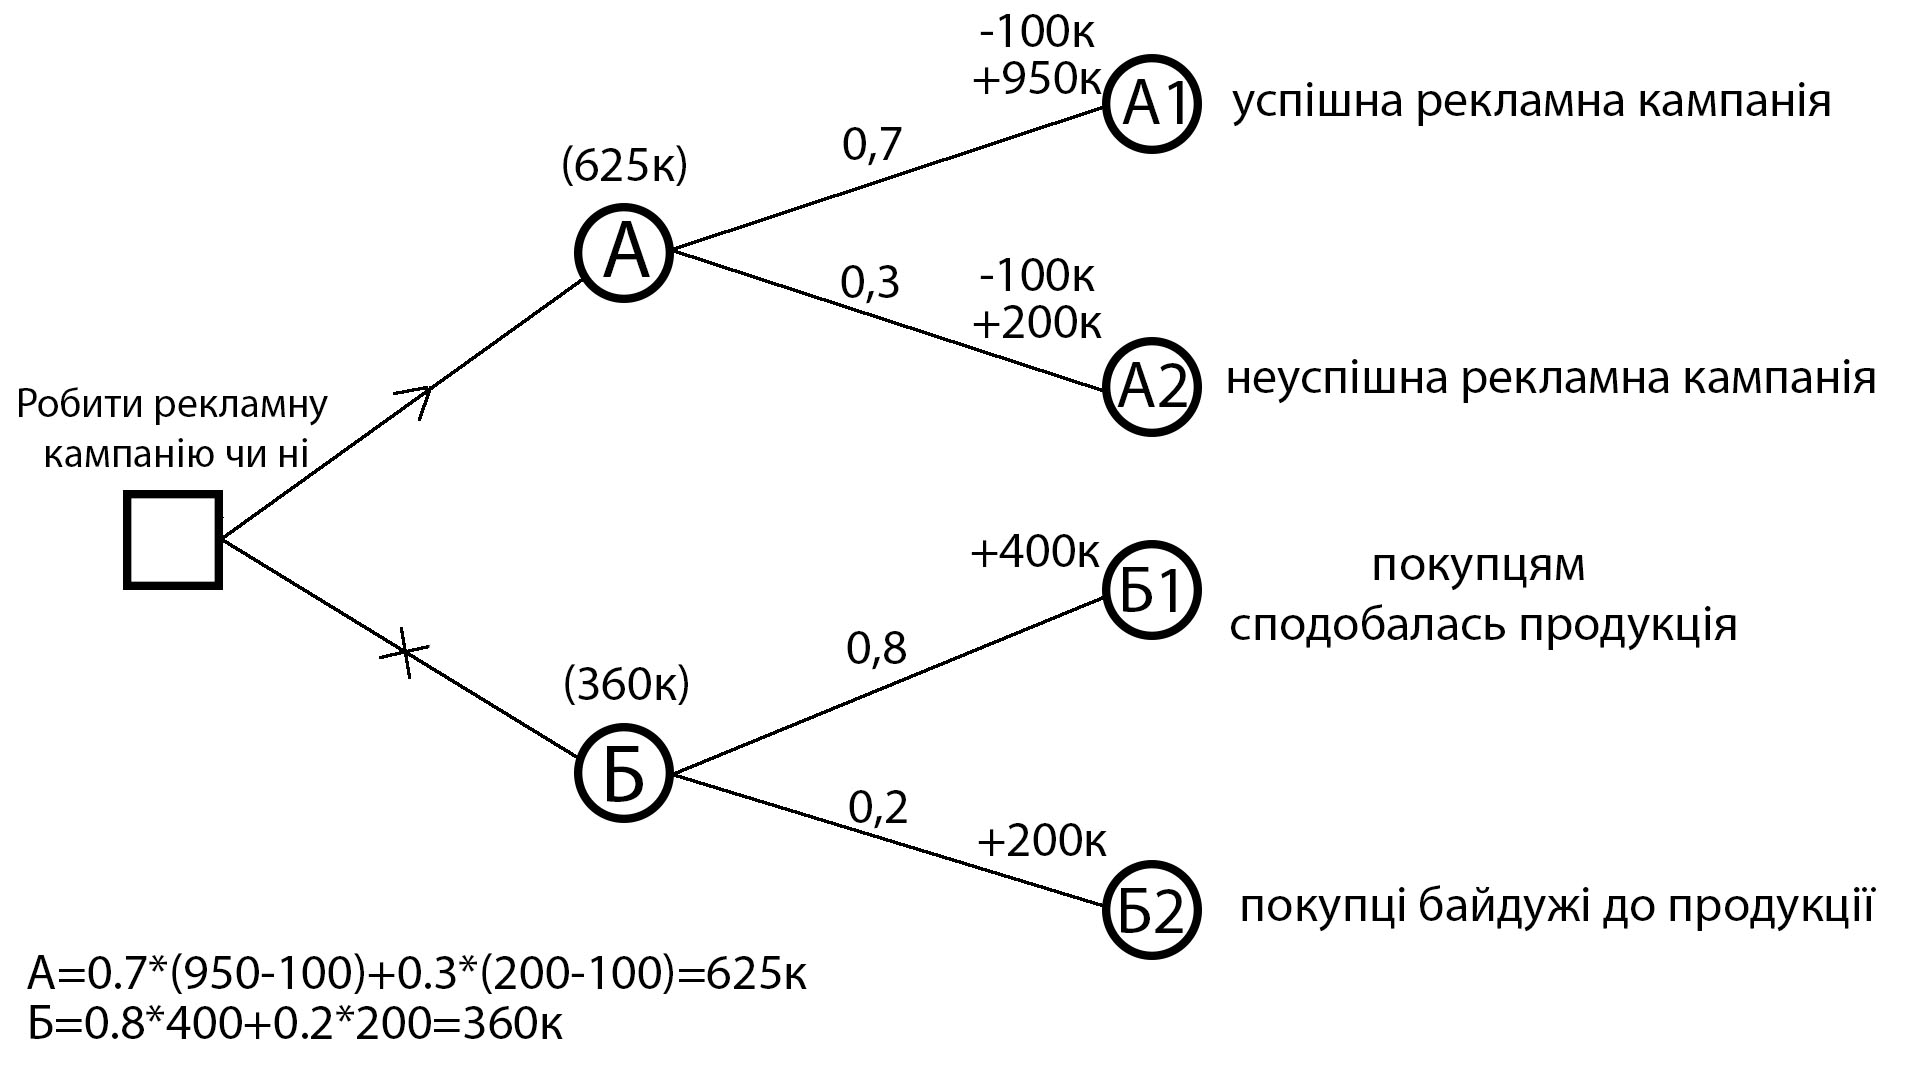 -100к
+950к
А1
успішна рекламна кампанія
0,7
(625к)
А
0,3
-100к
+200к
А2
неуспішна рекламна кампанія
Робити рекламну
кампанію чи ні
+400к
Б1
покупцям
сподобалась продукція
0,8
(360к)
Б
0,2
+200к
Б2
покупці байдужі до продукції
А=0.7*(950-100)+0.3*(200-100)=625к
Б=0.8*400+0.2*200=360к